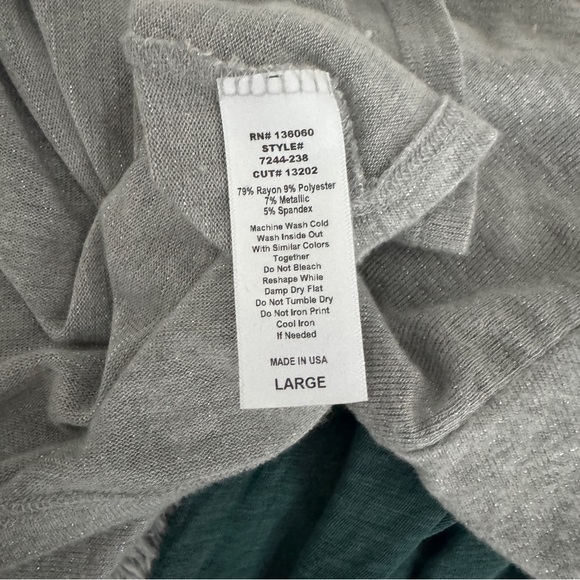 RN# 136060
STYLE#
7244-238
CUT# 13202
79% Rayon 9% Polyester
7% Metallic
5% Spandex
Machine Wash Cold
Wash Inside Out
With Similar Colors
Together
Do Not Bleach
Reshape While
Damp Dry Flat
Do Not Tumble Dry
Do Not Iron Print
Cool Iron
If Needed
MADE IN USA
LARGE